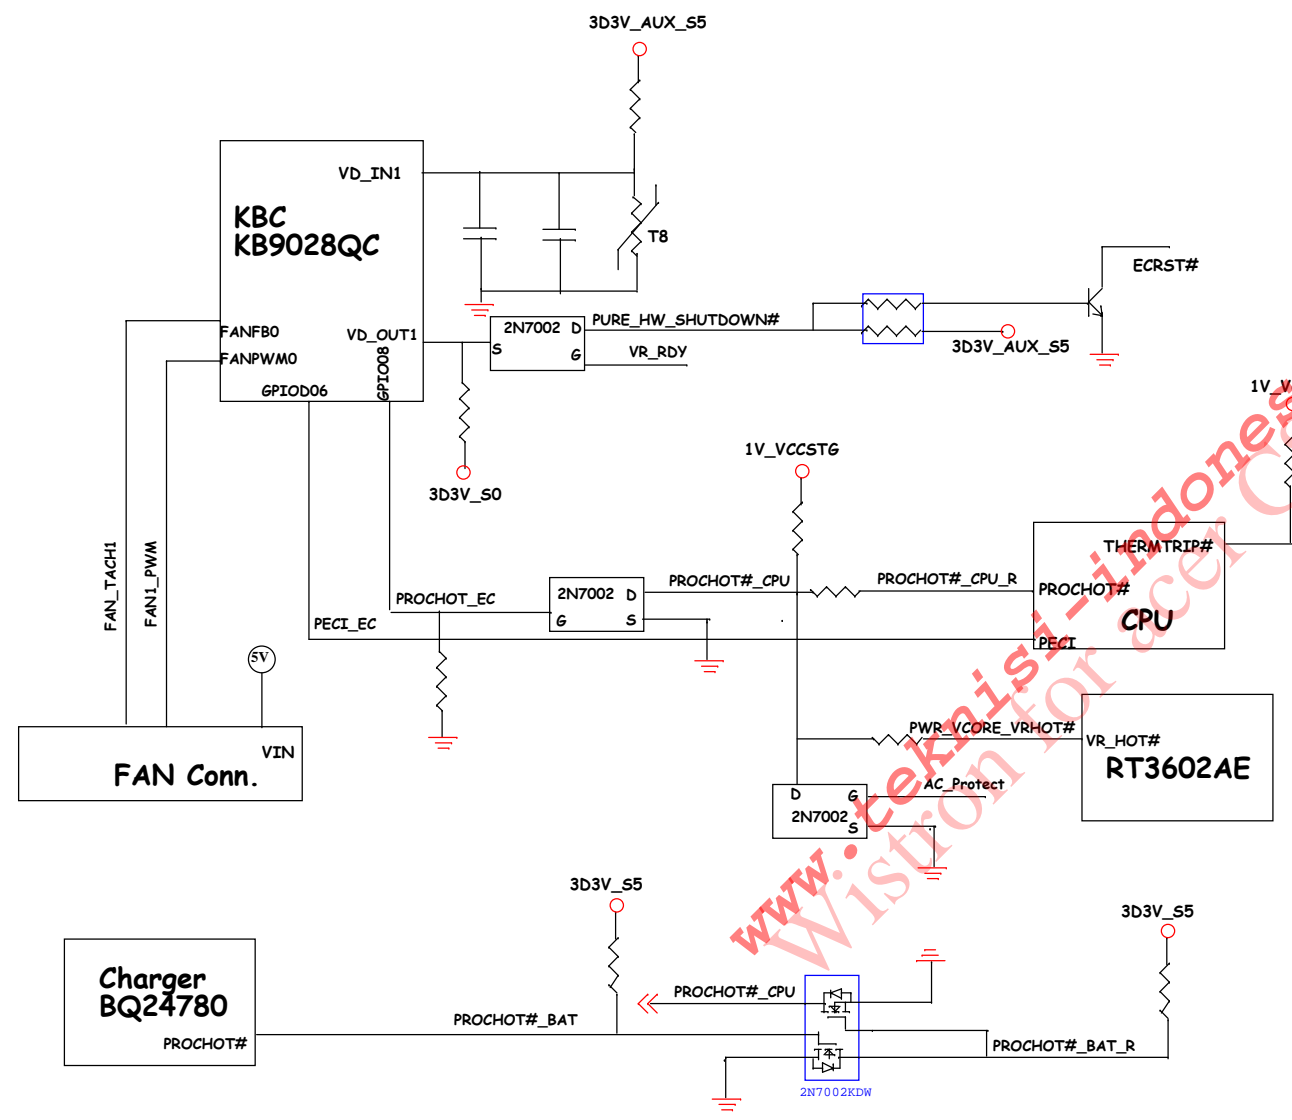 3D3V_AUX_S5
VD_IN1
KBC
KB9028QC
T8
ECRST#
FANFB0
VD_OUT1
2N7002
D
PURE_HW_SHUTDOWN#
S
G
VR_RDY
3D3V_AUX_S5
FANPWM0
GPIOD06
GPIO08
3D3V_S0
1V_V
1V_VCCSTG
FAN_TACH1
FAN1_PWM
THERMTRIP#
PROCHOT_EC
2N7002
D
G
S
PROCHOT#_CPU
PROCHOT#_CPU_R
PROCHOT#
CPU
PECI_EC
PECI
5V
VIN
FAN Conn.
PWR_VCORE_VRHOT#
VR_HOT#
RT3602AE
D
G
AC_Protect
2N7002
S
www.teknisi-indones
Wistron for acer C
3D3V_S5
3D3V_S5
Charger
BQ24780
PROCHOT#
PROCHOT#_BAT
PROCHOT#_CPU
PROCHOT#_BAT_R
2N7002KDW